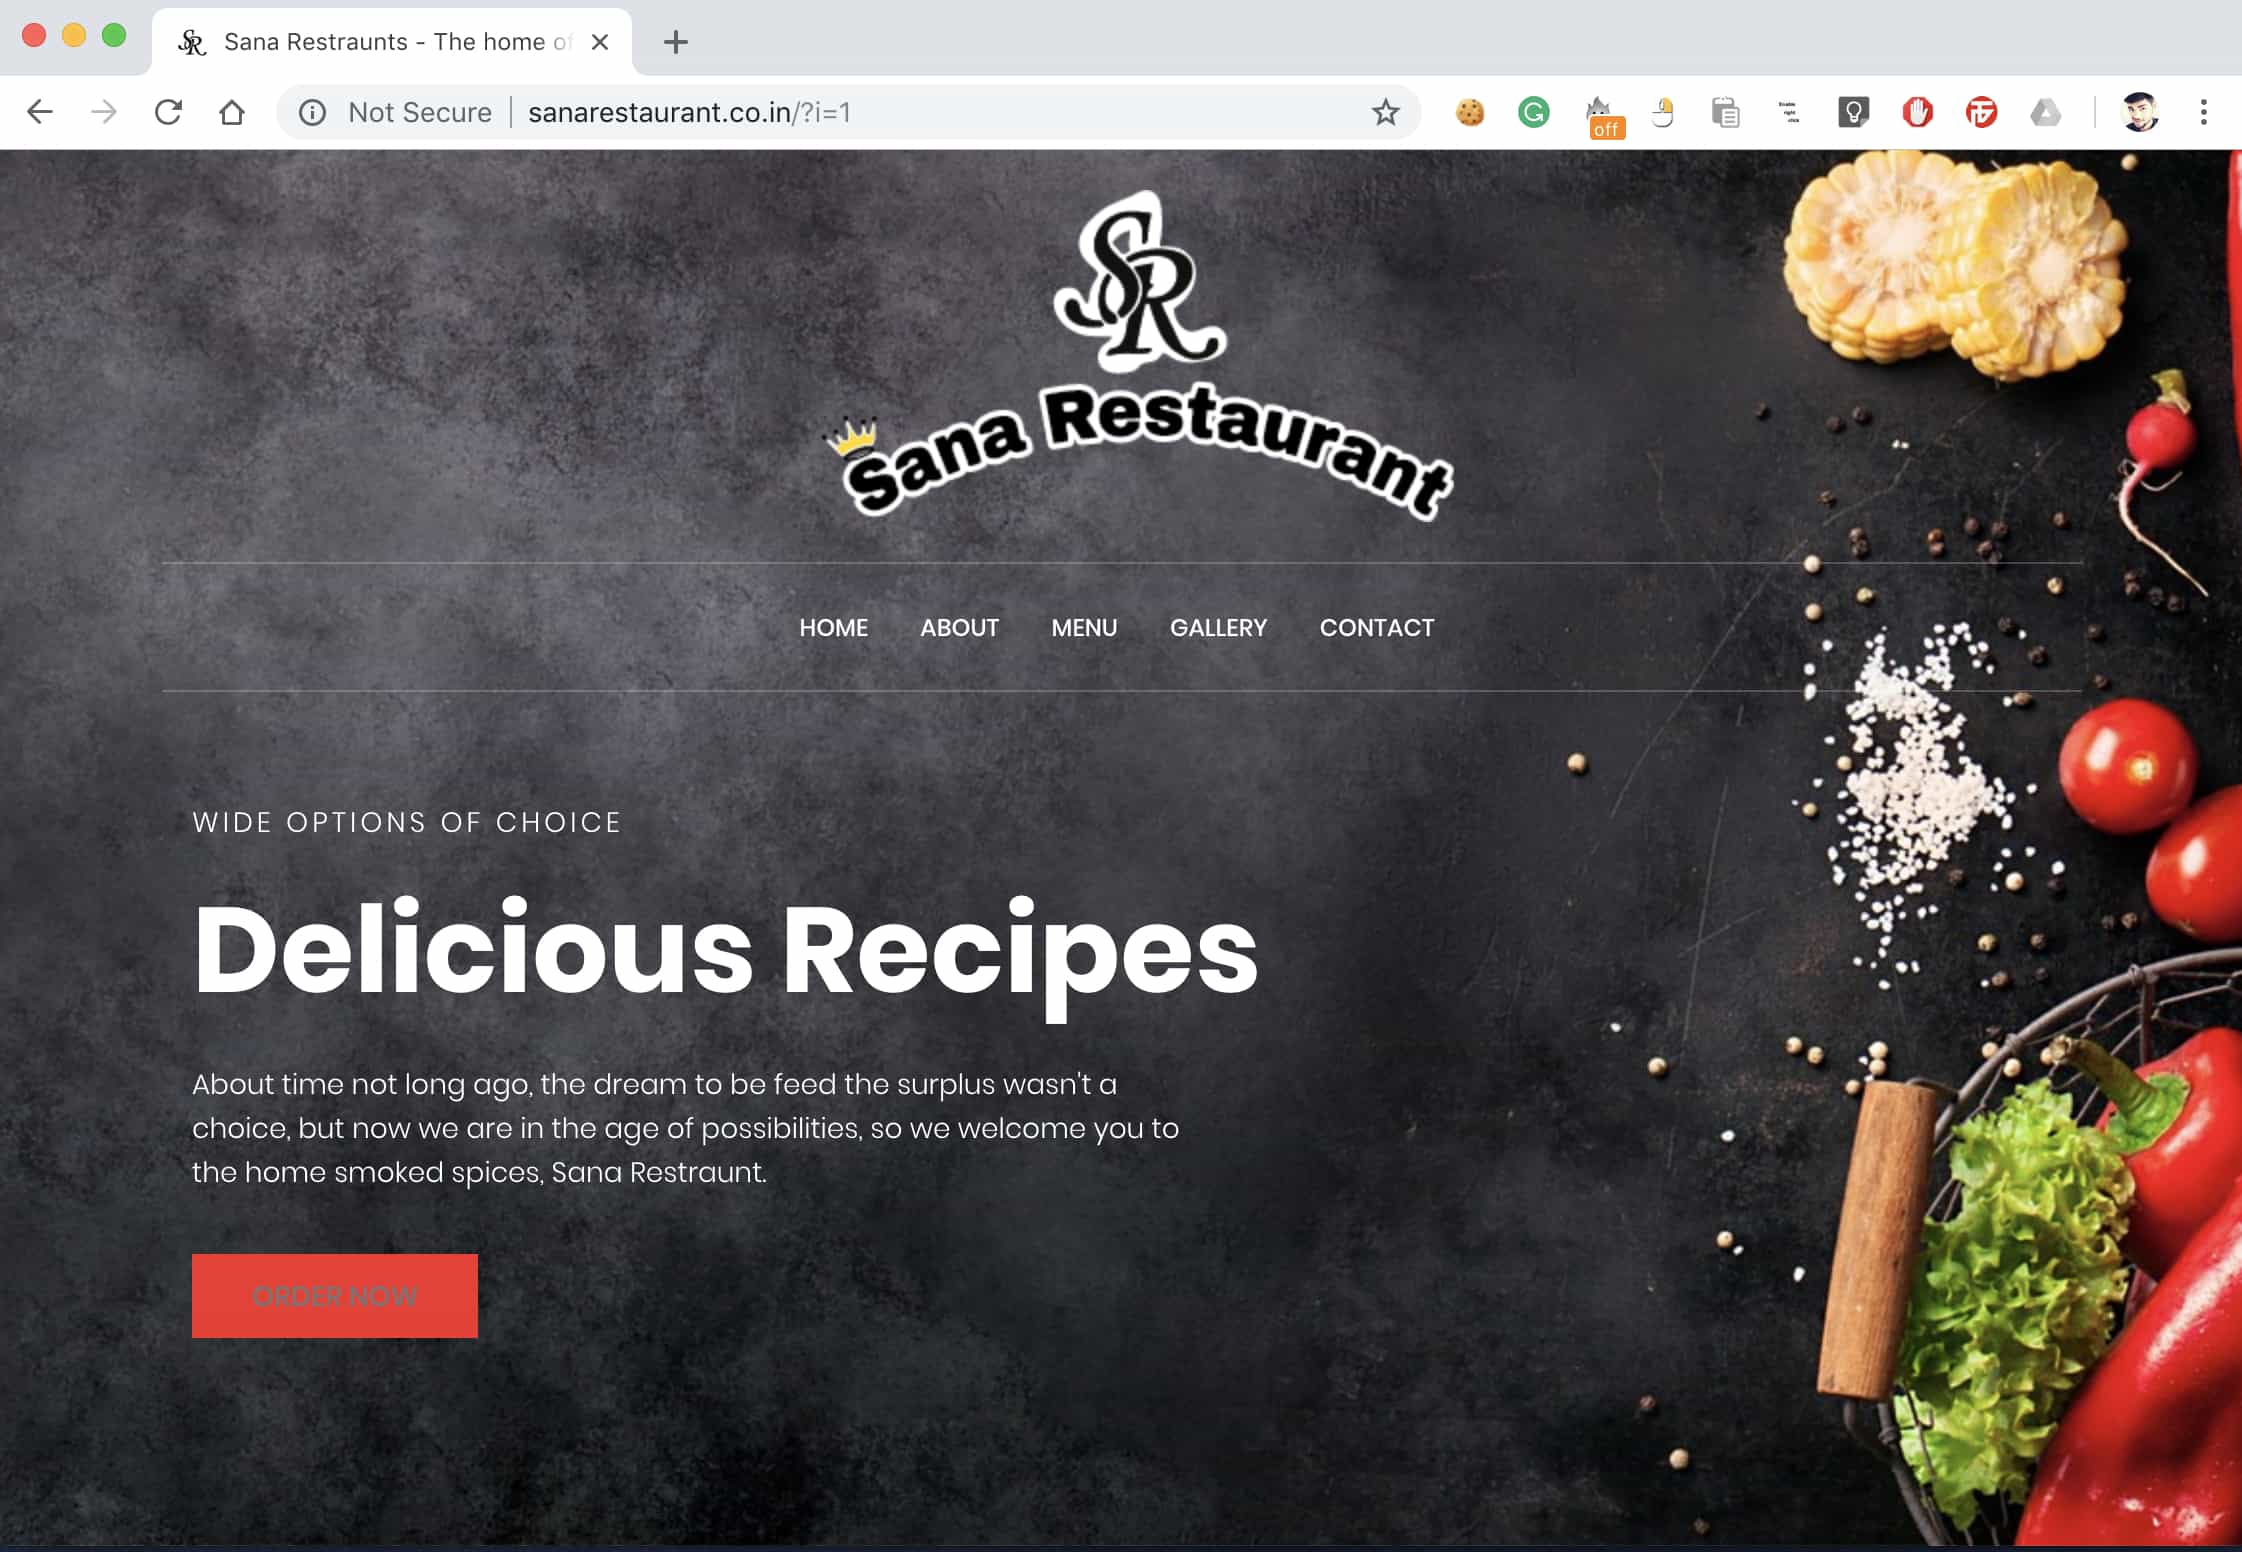 Sana Restraunts - The home of
Not Secure
sanarestaurant.co.in/?i=1
off
SR
Sana Restaurant
HOME ABOUT MENU GALLERY CONTACT
WIDE OPTIONS OF CHOICE
Delicious Recipes
About time not long ago, the dream to be feed the surplus wasn't a
choice, but now we are in the age of possibilities, so we welcome you to
the home smoked spices, Sana Restraunt.
ORDER NOW